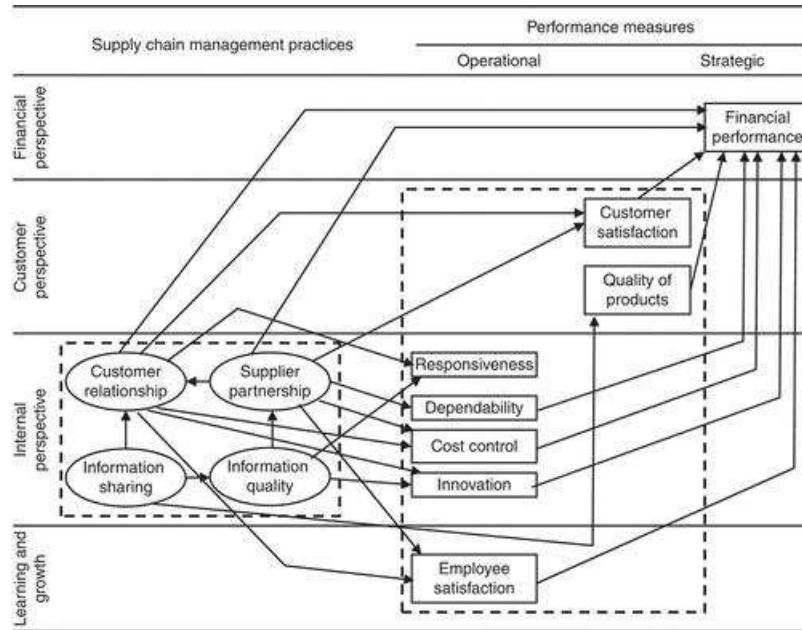 Supply chain management practices
Performance measures
Operational
Strategic
Financial
perspective
Financial
performance
Customer
perspective
Customer
satisfaction
Quality of
products
Internal
perspective
Customer
relationship
Supplier
partnership
Responsiveness
Dependability
Cost control
Information
sharing
Information
quality
Innovation
Learning and
growth
Employee
satisfaction